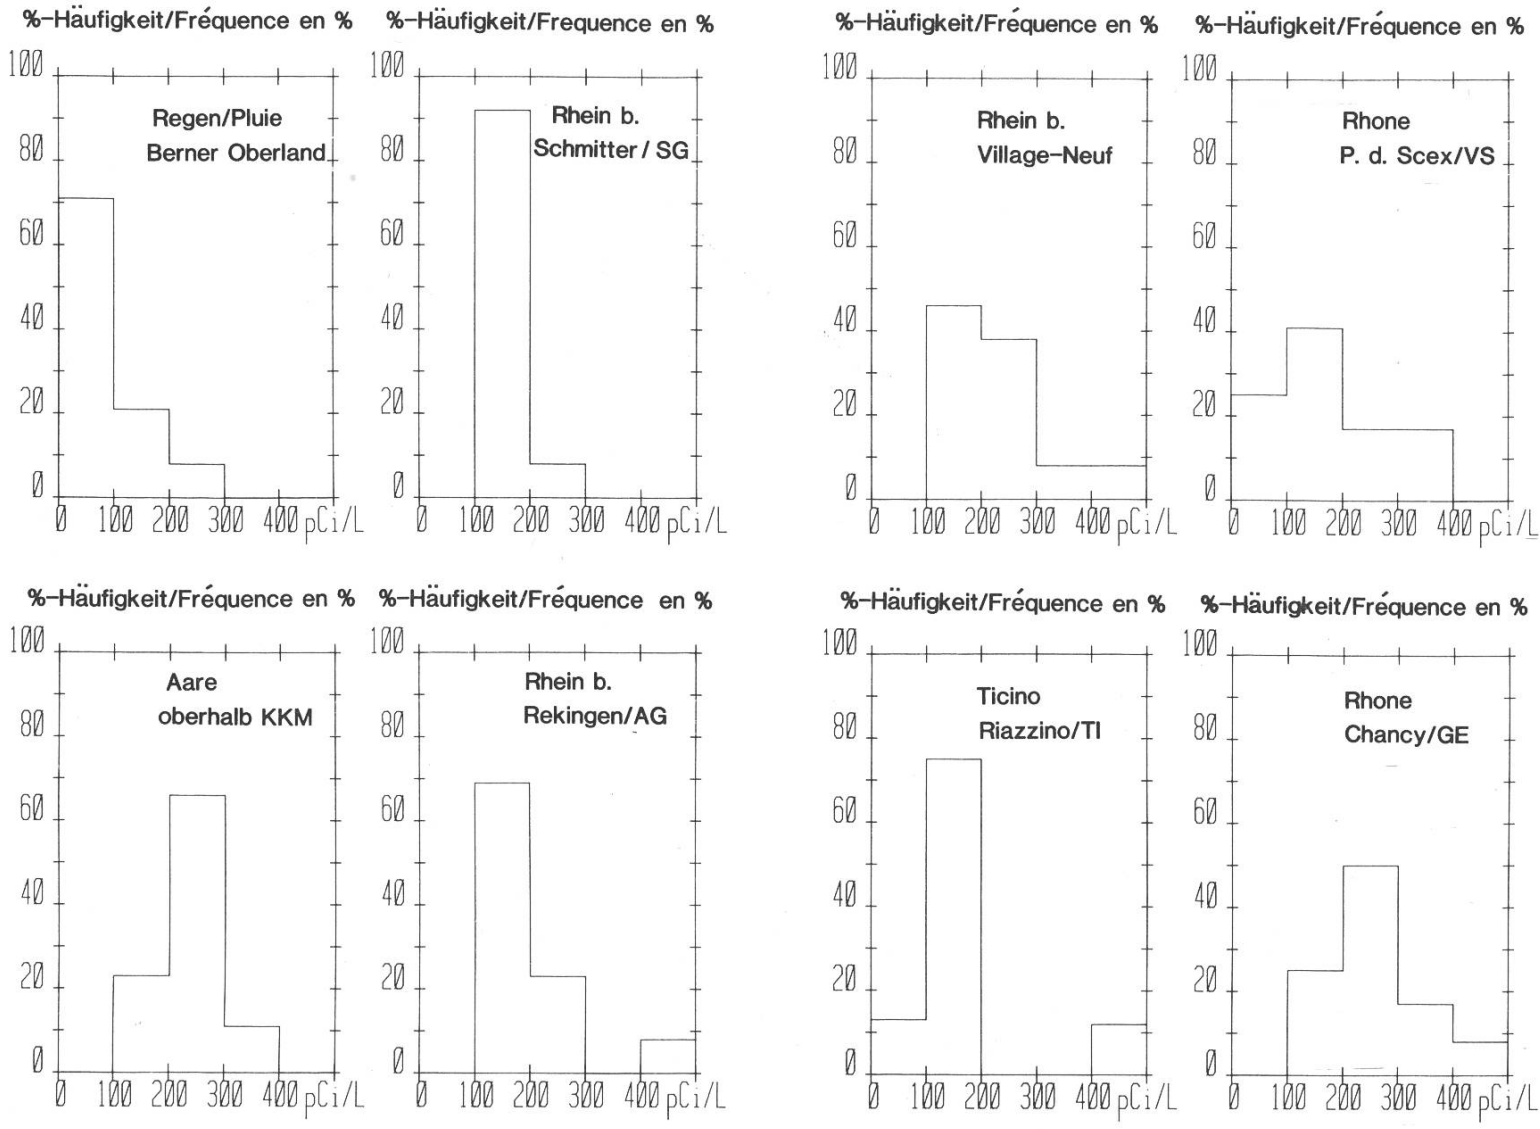 %-Häufigkeit/Frequence en %
100
80
60
40
20
0
Regen/Pluie
Berner Oberland
0 100 200 300 400 pCi/L
%-Häufigkeit/Fréquence en %
100
80
60
40
20
0
Rhein b.
Schmitter / SG
0 100 200 300 400 pCi/L
%-Häufigkeit/Fréquence en %
100
80
60
40
20
0
Rhein b.
Village-Neuf
0 100 200 300 400 pCi/L
%-Häufigkeit/Fréquence en %
100
80
60
40
20
0
Rhone
P. d. Scex/VS
0 100 200 300 400 pCi/L
%-Häufigkeit/Fréquence en %
100
80
60
40
20
0
Aare
oberhalb KKM
0 100 200 300 400 pCi/L
%-Häufigkeit/Fréquence en %
100
80
60
40
20
0
Rhein b.
Rekingen/AG
0 100 200 300 400 pCi/L
%-Häufigkeit/Fréquence en %
100
80
60
40
20
0
Ticino
Riazzino/TI
0 100 200 300 400 pCi/L
%-Häufigkeit/Fréquence en %
100
80
60
40
20
0
Rhone
Chancy/GE
0 100 200 300 400 pCi/L